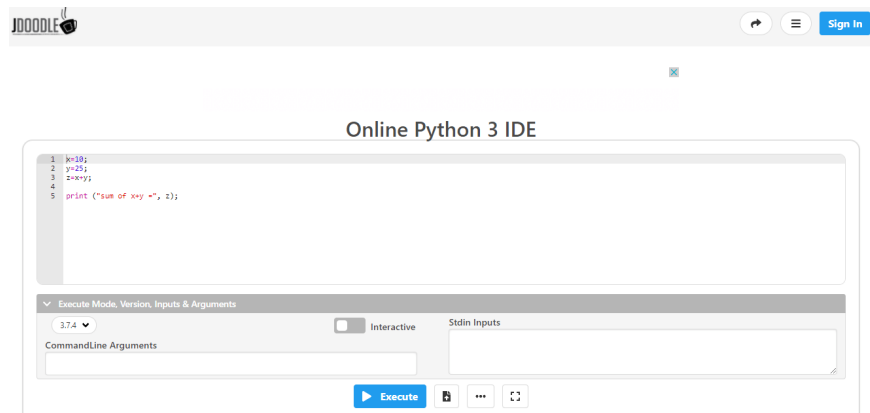 JDOODLE
Sign In
Online Python 3 IDE
1 x=10;
2 y=25;
3 z=x+y;
4
5 print ("sum of x+y =", z);
Execute Mode, Version, Inputs & Arguments
3.7.4
Interactive
Stdin Inputs
CommandLine Arguments
Execute